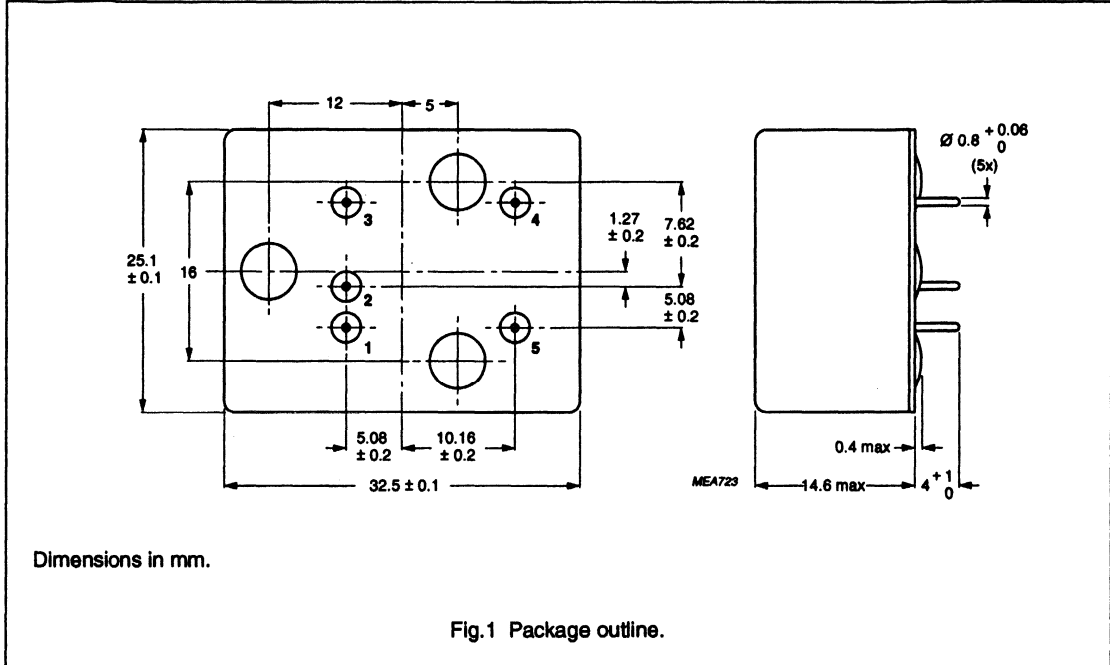 12
5
Ø 0.8 + 0.06
0
(5x)
3
4
1.27
± 0.2
7.62
± 0.2
25.1
± 0.1
16
2
5.08
± 0.2
1
5
5.08
± 0.2
10.16
± 0.2
0.4 max
32.5 ± 0.1
MEA723
14.6 max
4 + 1
0
Dimensions in mm.
Fig.1 Package outline.